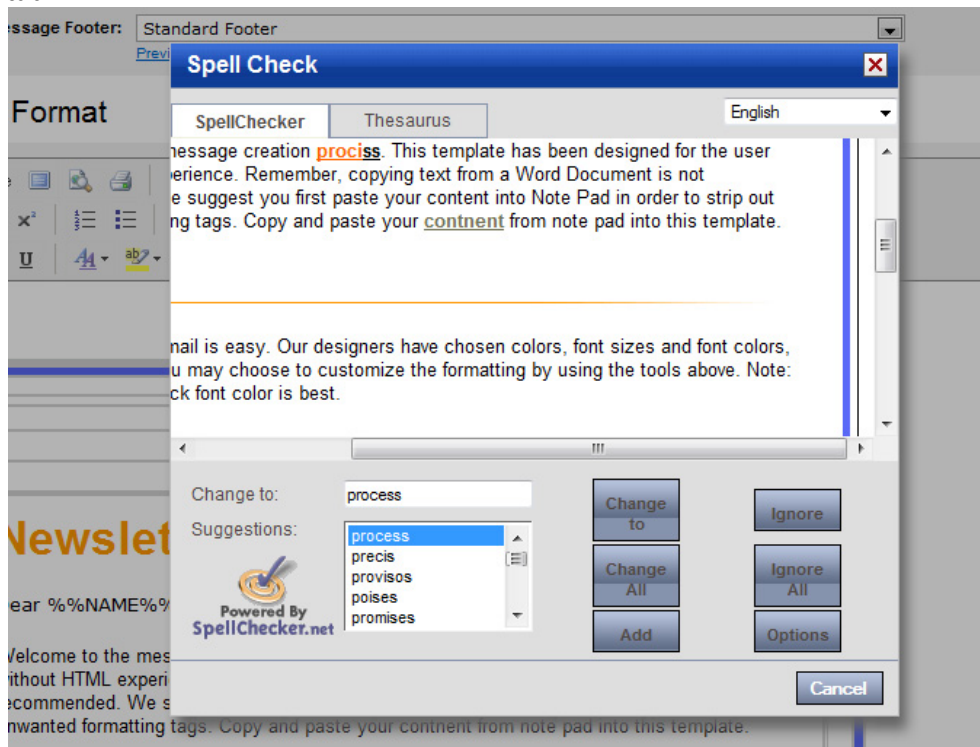 ssage Footer: Standard Footer
Previ
Spell Check
Format
SpellChecker Thesaurus English
nessage creation prociss. This template has been designed for the user
erience. Remember, copying text from a Word Document is not
e suggest you first paste your content into Note Pad in order to strip out
ng tags. Copy and paste your contnent from note pad into this template.
nail is easy. Our designers have chosen colors, font sizes and font colors,
u may choose to customize the formatting by using the tools above. Note:
ck font color is best.
Change to: process
Change to
Ignore
Suggestions:
process
precis
provisos
poises
promises
Change All
Ignore All
Add
Options
Powered By
SpellChecker.net
Cancel
Newslet
ear %%NAME%%
Welcome to the mes
without HTML experi
ecommended. We s
nwanted formatting tags. Copy and paste your contnent from note pad into this template.